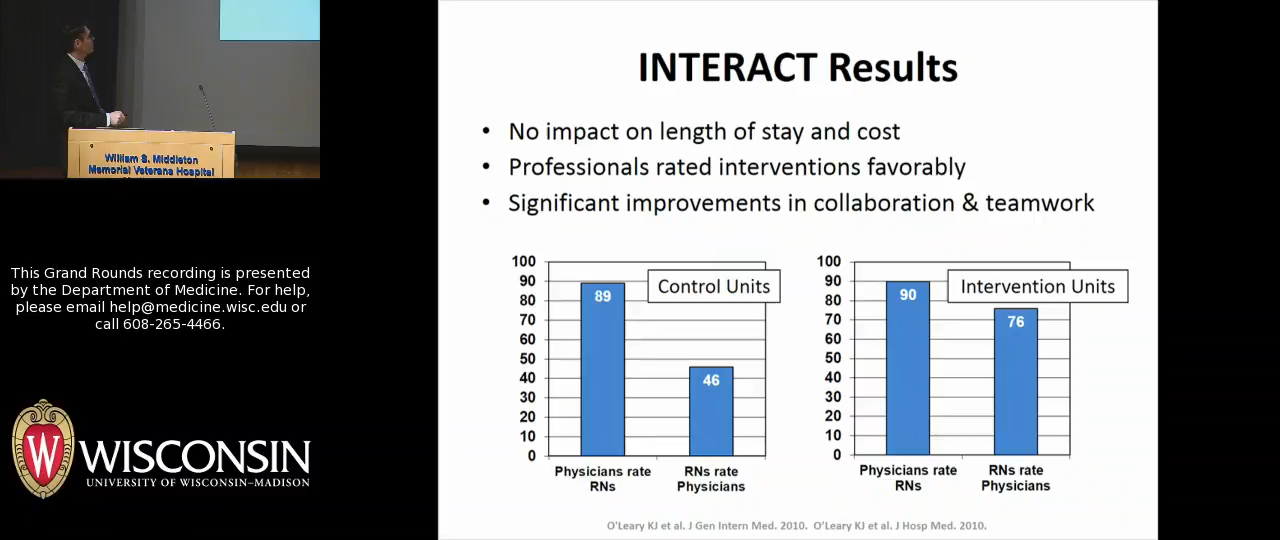 William S. Middleton
Memorial Veterans Hospital
This Grand Rounds recording is presented
by the Department of Medicine. For help,
please email help@medicine.wisc.edu or
call 608-265-4466.
W
WISCONSIN
UNIVERSITY OF WISCONSIN–MADISON
INTERACT Results
• No impact on length of stay and cost
• Professionals rated interventions favorably
• Significant improvements in collaboration & teamwork
Control Units
100
90
80
70
60
50
40
30
20
10
0
89
46
Physicians rate
RNs
RNs rate
Physicians
Intervention Units
100
90
80
70
60
50
40
30
20
10
0
90
76
Physicians rate
RNs
RNs rate
Physicians
O'Leary KJ et al. J Gen Intern Med. 2010. O'Leary KJ et al. J Hosp Med. 2010.